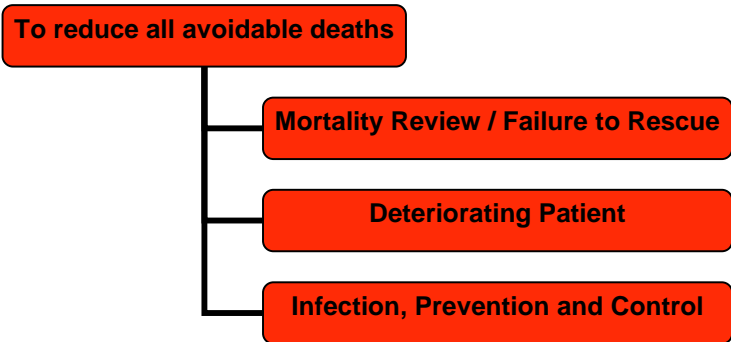 To reduce all avoidable deaths
Mortality Review / Failure to Rescue
Deteriorating Patient
Infection, Prevention and Control